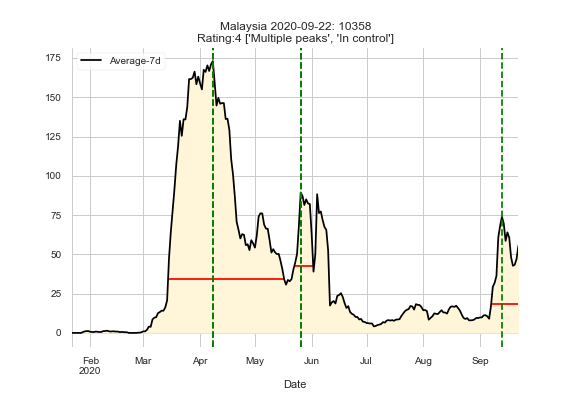 Malaysia 2020-09-22: 10358
Rating:4 ['Multiple peaks', 'In control']
Average-7d
175
150
125
100
75
50
25
0
Feb Mar Apr May Jun Jul Aug Sep
2020
Date